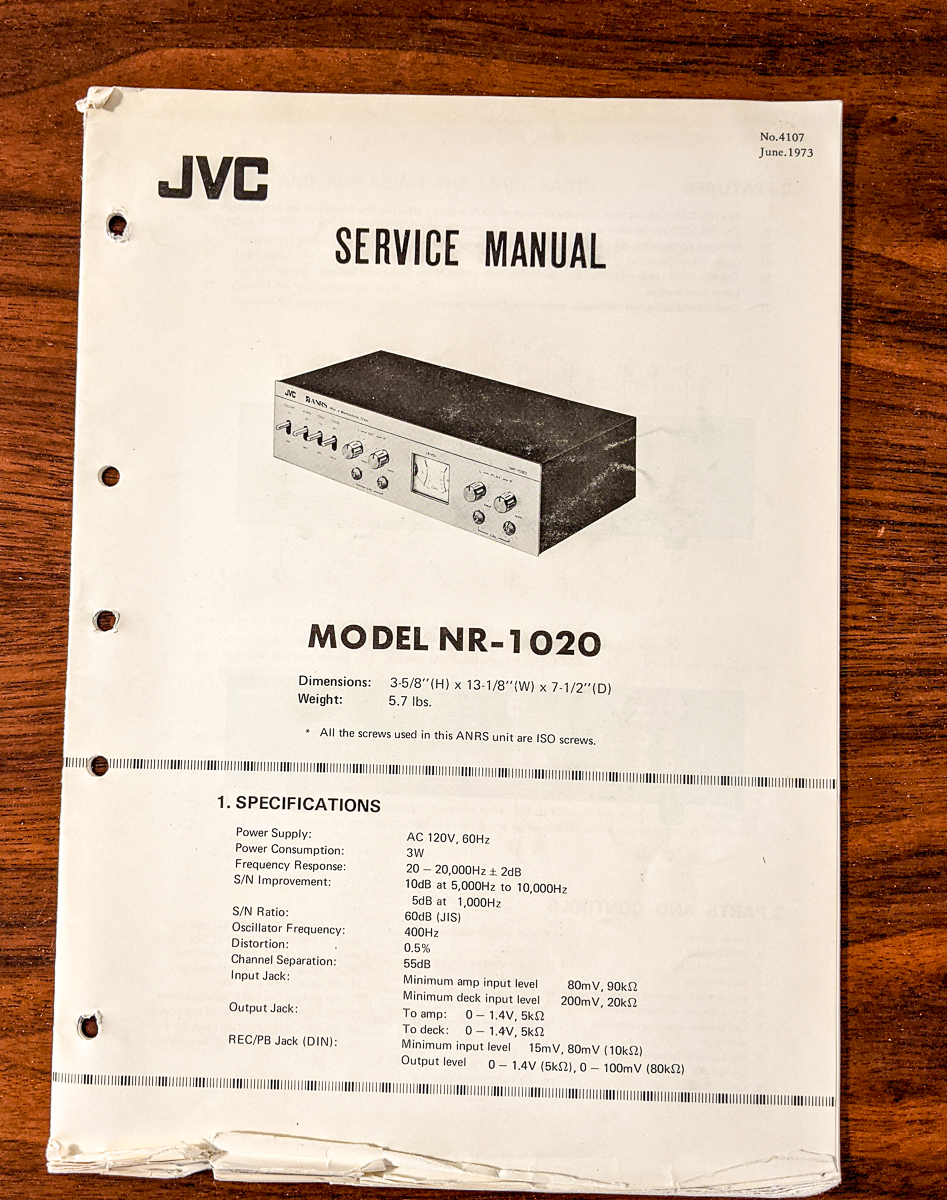 No.4107
June.1973
JVC
SERVICE MANUAL
JVC ANRS
LEVEL
NR-1020
PLAY
MODEL NR-1020
Dimensions: 3-5/8''(H) x 13-1/8''(W) x 7-1/2''(D)
Weight: 5.7 lbs.
* All the screws used in this ANRS unit are ISO screws.
1. SPECIFICATIONS
Power Supply: AC 120V, 60Hz
Power Consumption: 3W
Frequency Response: 20 – 20,000Hz ± 2dB
S/N Improvement: 10dB at 5,000Hz to 10,000Hz
5dB at 1,000Hz
S/N Ratio: 60dB (JIS)
Oscillator Frequency: 400Hz
Distortion: 0.5%
Channel Separation: 55dB
Input Jack: Minimum amp input level 80mV, 90kΩ
Minimum deck input level 200mV, 20kΩ
Output Jack: To amp: 0 – 1.4V, 5kΩ
To deck: 0 – 1.4V, 5kΩ
REC/PB Jack (DIN): Minimum input level 15mV, 80mV (10kΩ)
Output level 0 – 1.4V (5kΩ), 0 – 100mV (80kΩ)